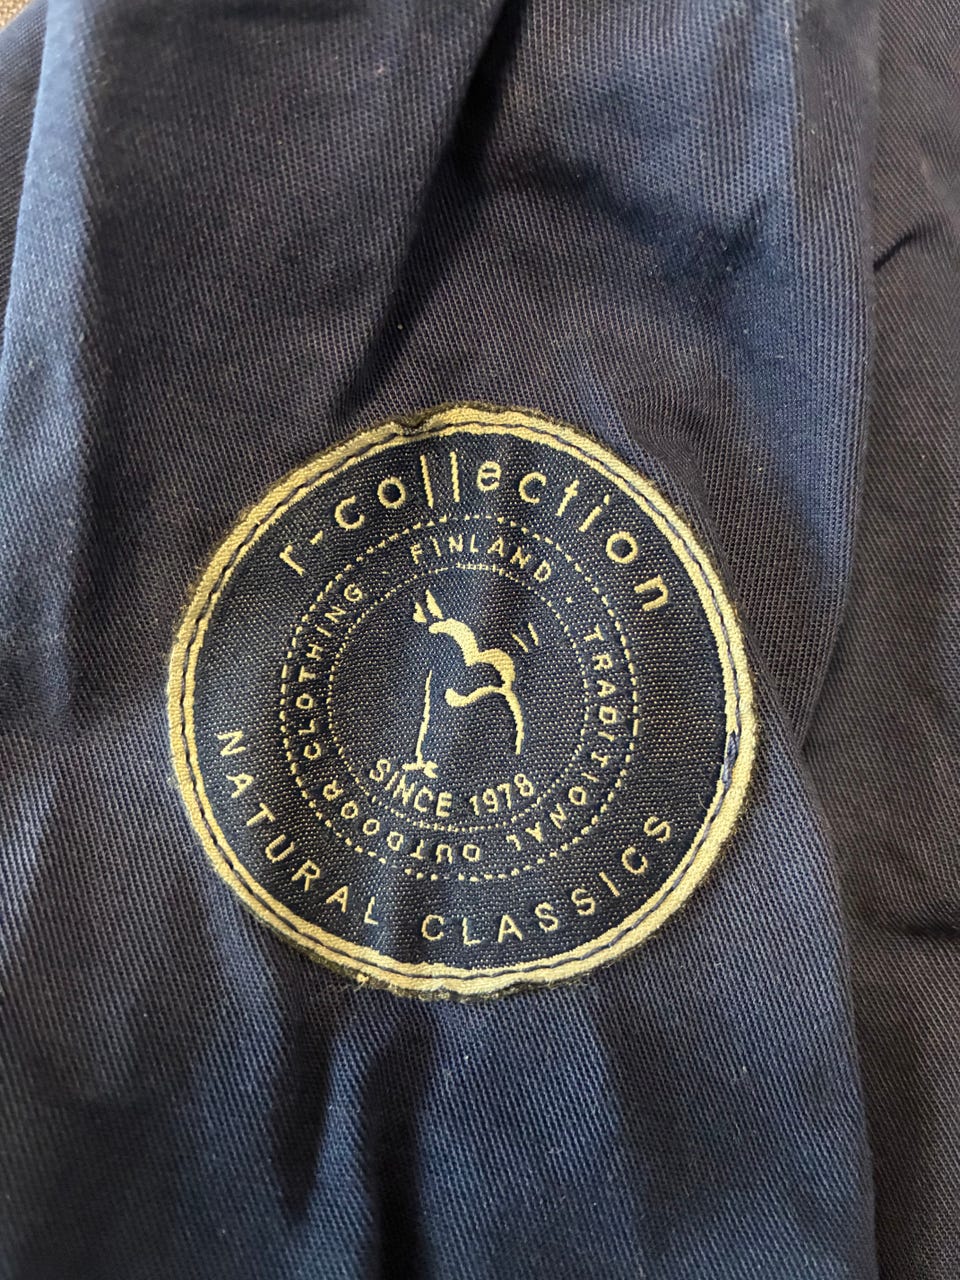 r-collection
FINLAND · TRADITIONAL OUTDOOR CLOTHING ·
SINCE 1978
NATURAL CLASSICS